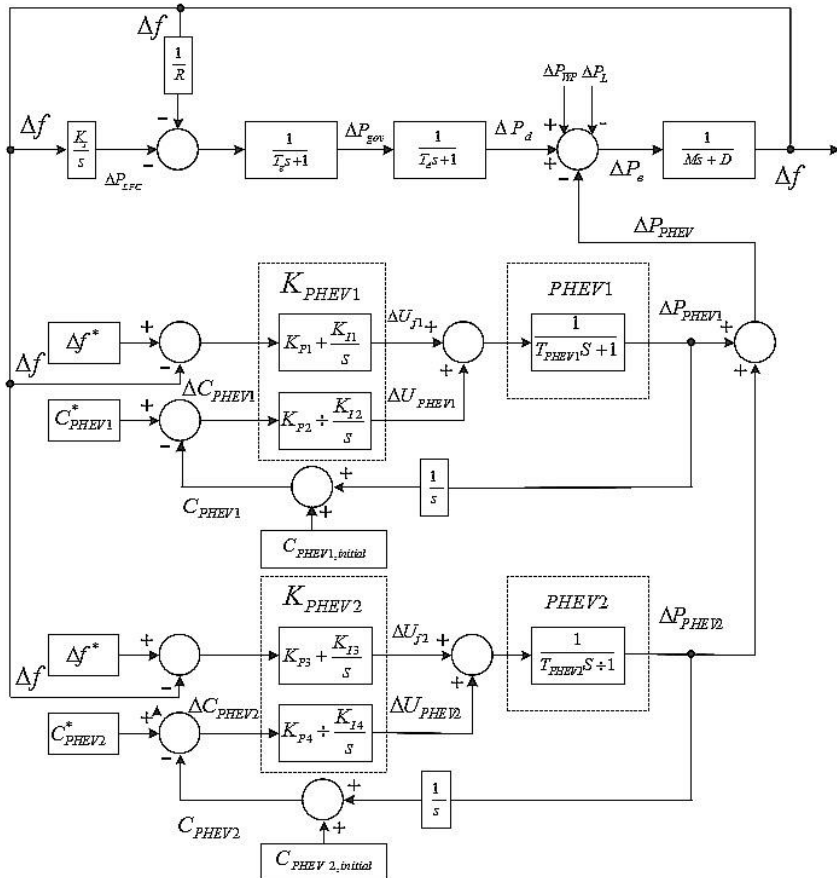 Δf
1/R
− 
ΔP_WP ΔP_L
Δf K_s/s − − 1/(T_g s+1) ΔP_gov 1/(T_d s+1) ΔP_d + − + − ΔP_e 1/(Ms+D) Δf
ΔP_LFC
ΔP_PHEV
K_PHEV1 PHEV1
Δf* + − K_P1 + K_I1/s ΔU_f1 + + 1/(T_PHEV1 S+1) ΔP_PHEV1 + +
Δf
ΔC_PHEV1
C*_PHEV1 + − K_P2 ÷ K_I2/s ΔU_PHEV1
C_PHEV1 + + 1/s
C_PHEV1,initial
K_PHEV2 PHEV2
Δf* + − K_P3 + K_I3/s ΔU_f2 + + 1/(T_PHEV2 S÷1) ΔP_PHEV2
Δf
ΔC_PHEV2
C*_PHEV2 + − K_P4 ÷ K_I4/s ΔU_PHEV2
C_PHEV2 + + 1/s
C_PHEV2,initial